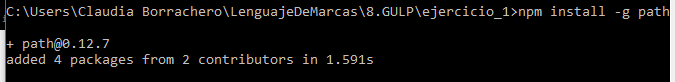 C:\Users\Claudia Borrachero\LenguajeDeMarcas\8.GULP\ejercicio_1>npm install -g path
+ path@0.12.7
added 4 packages from 2 contributors in 1.591s